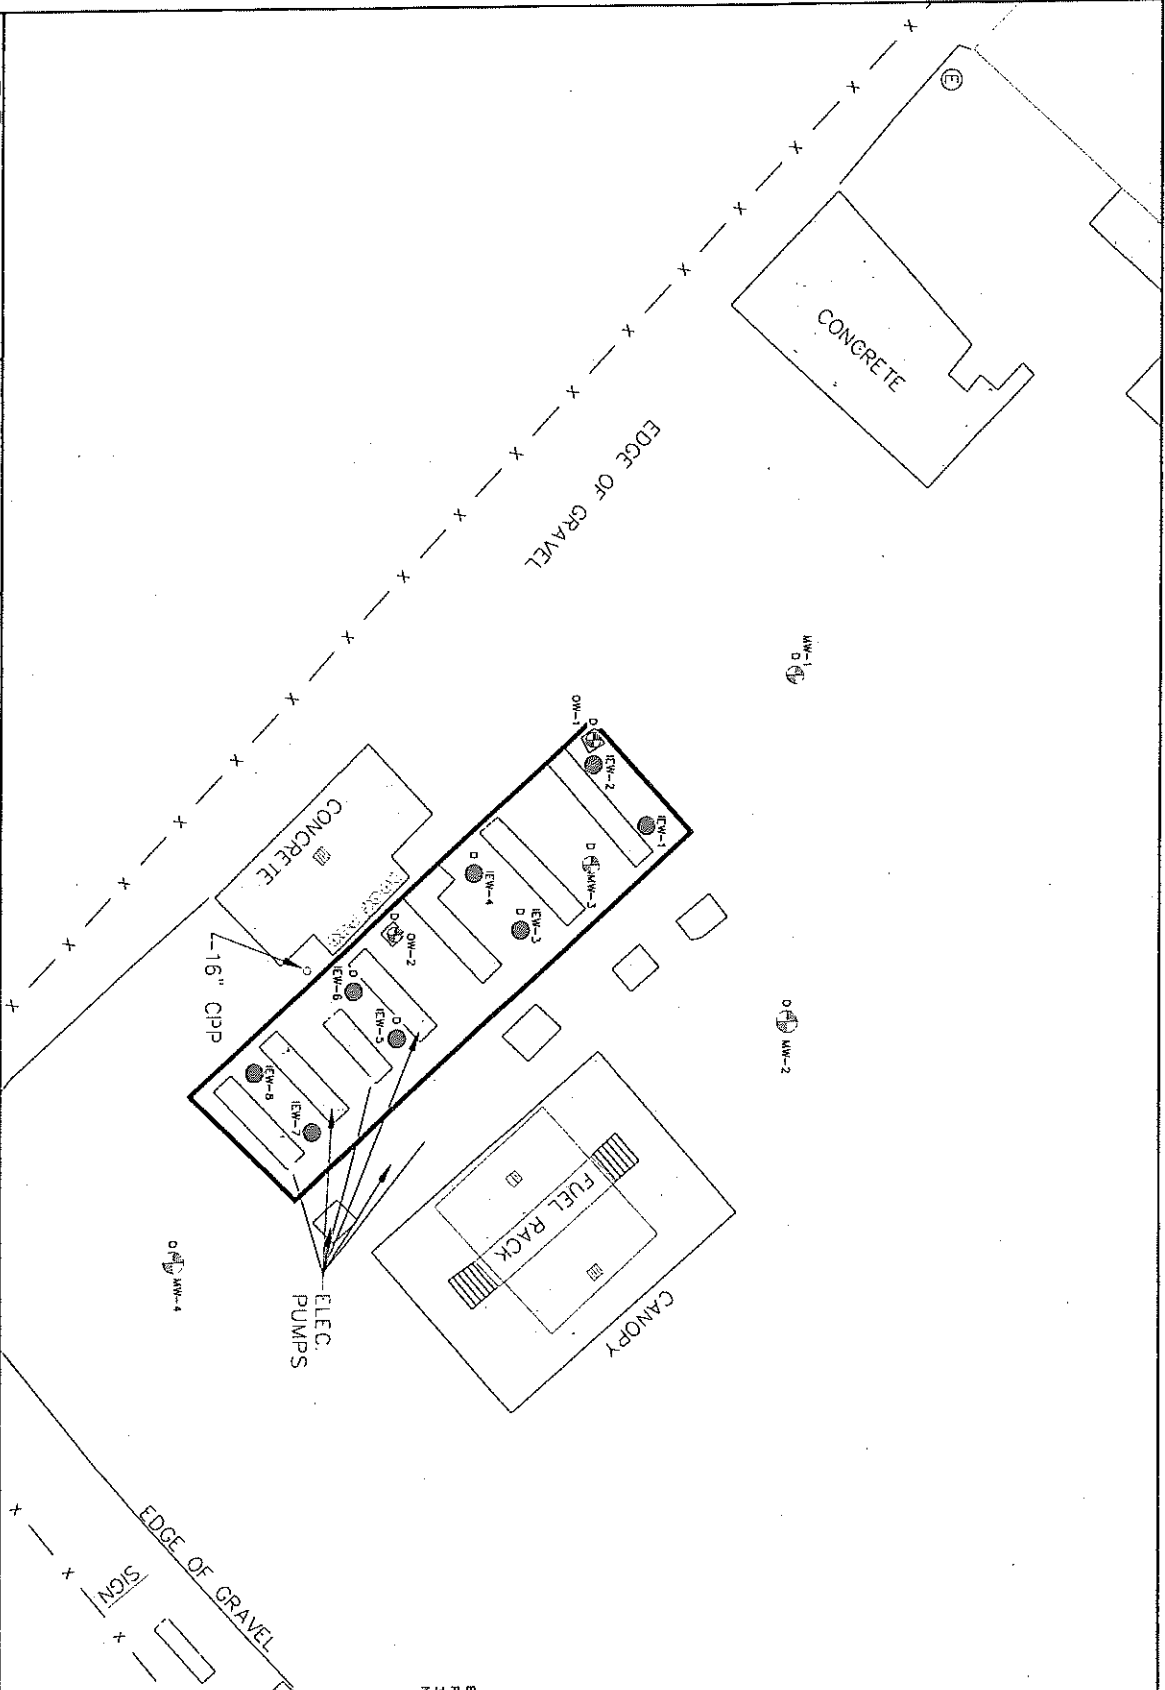 E
CONCRETE
EDGE OF GRAVEL
MW-1
D
OW-1
D
IEW-2
IEW-1
D
MW-3
D
IEW-4
IEW-3
D
CONCRETE
D
OW-2
IEW-6
D
IEW-5
D
16" CPP
IEW-8
IEW-7
D
MW-2
FUEL RACK
CANOPY
ELEC.
PUMPS
D
MW-4
EDGE OF GRAVEL
SIGN